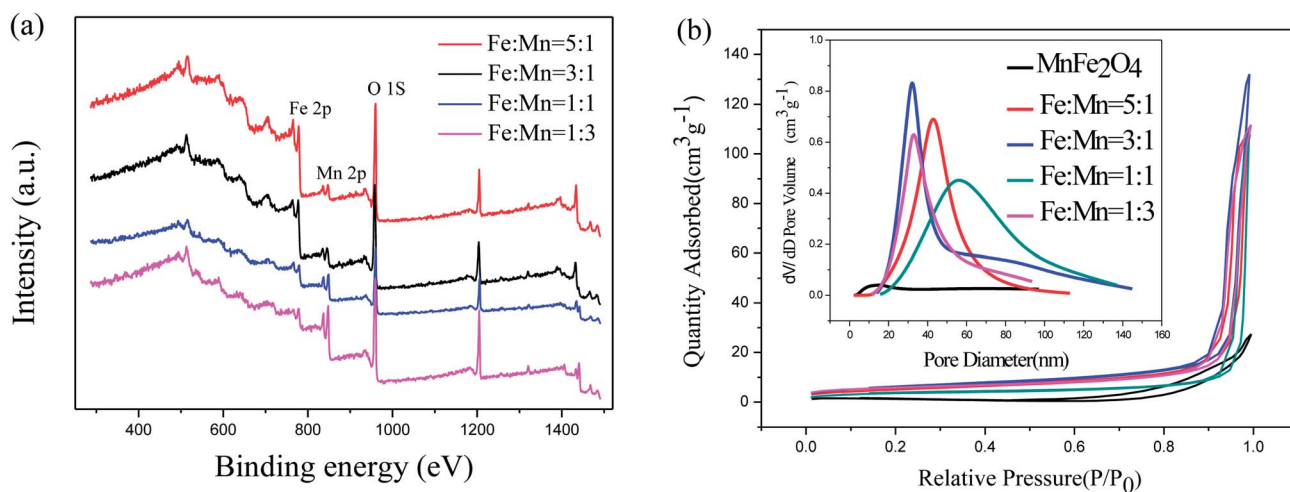 (a)
Fe:Mn=5:1
Fe:Mn=3:1
Fe:Mn=1:1
Fe:Mn=1:3
Fe 2p
Mn 2p
O 1S
Intensity (a.u.)
400 600 800 1000 1200 1400
Binding energy (eV)
(b)
Quantity Adsorbed(cm³g⁻¹)
140
120
100
80
60
40
20
0
0.0 0.2 0.4 0.6 0.8 1.0
Relative Pressure(P/P₀)
dV/ dD Pore Volume (cm³g⁻¹)
1.0
0.8
0.6
0.4
0.2
0.0
0 20 40 60 80 100 120 140 160
Pore Diameter(nm)
MnFe₂O₄
Fe:Mn=5:1
Fe:Mn=3:1
Fe:Mn=1:1
Fe:Mn=1:3